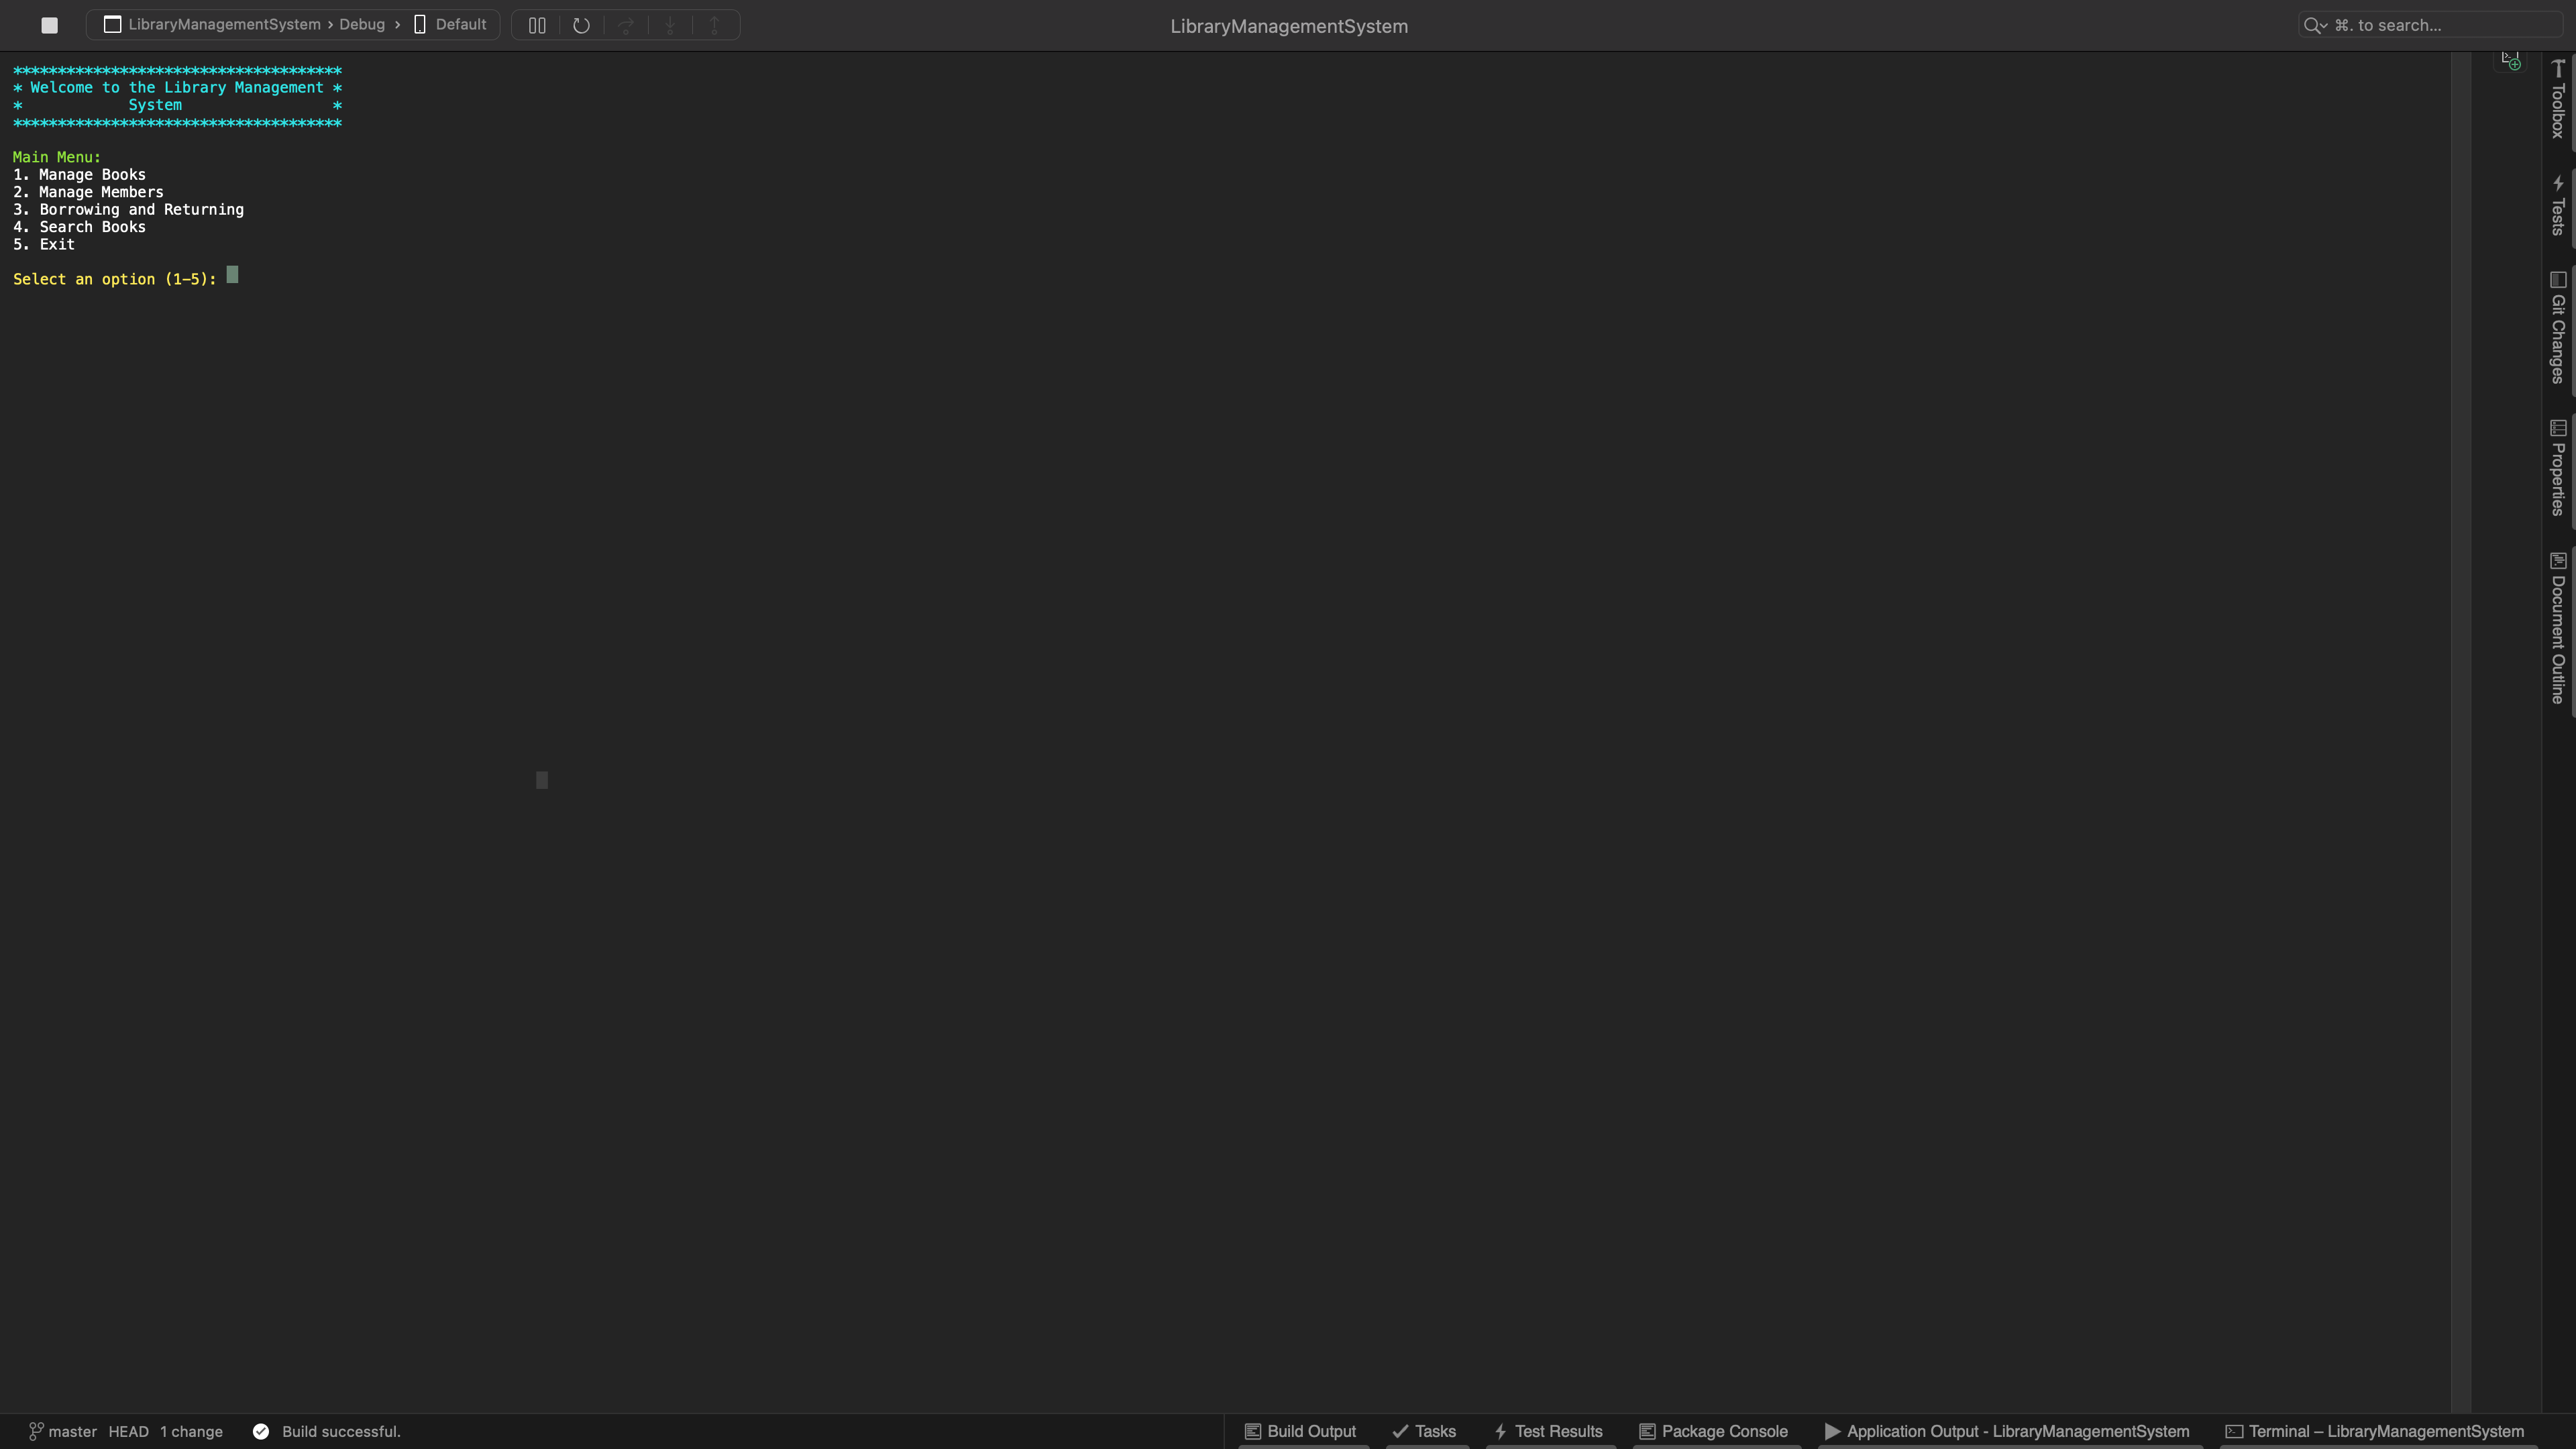 LibraryManagementSystem › Debug › Default
LibraryManagementSystem
⌘. to search...
*************************************
* Welcome to the Library Management *
*            System                 *
*************************************
Main Menu:
1. Manage Books
2. Manage Members
3. Borrowing and Returning
4. Search Books
5. Exit
Select an option (1-5):
Toolbox
Tests
Git Changes
Properties
Document Outline
master HEAD 1 change Build successful.
Build Output Tasks Test Results Package Console Application Output - LibraryManagementSystem Terminal – LibraryManagementSystem